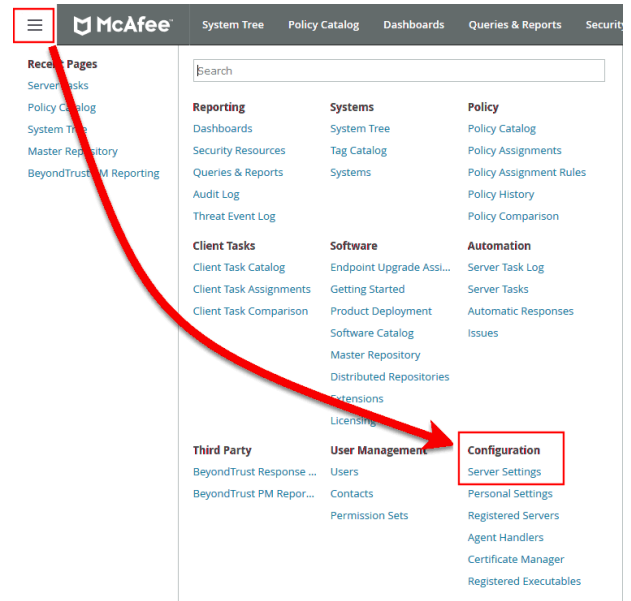 McAfee
System Tree Policy Catalog Dashboards Queries & Reports Security
Recent Pages
Server Tasks
Policy Catalog
System Tree
Master Repository
BeyondTrust PM Reporting
Search
Reporting
Dashboards
Security Resources
Queries & Reports
Audit Log
Threat Event Log
Systems
System Tree
Tag Catalog
Systems
Policy
Policy Catalog
Policy Assignments
Policy Assignment Rules
Policy History
Policy Comparison
Client Tasks
Client Task Catalog
Client Task Assignments
Client Task Comparison
Software
Endpoint Upgrade Assi...
Getting Started
Product Deployment
Software Catalog
Master Repository
Distributed Repositories
Extensions
Licensing
Automation
Server Task Log
Server Tasks
Automatic Responses
Issues
Third Party
BeyondTrust Response ...
BeyondTrust PM Repor...
User Management
Users
Contacts
Permission Sets
Configuration
Server Settings
Personal Settings
Registered Servers
Agent Handlers
Certificate Manager
Registered Executables